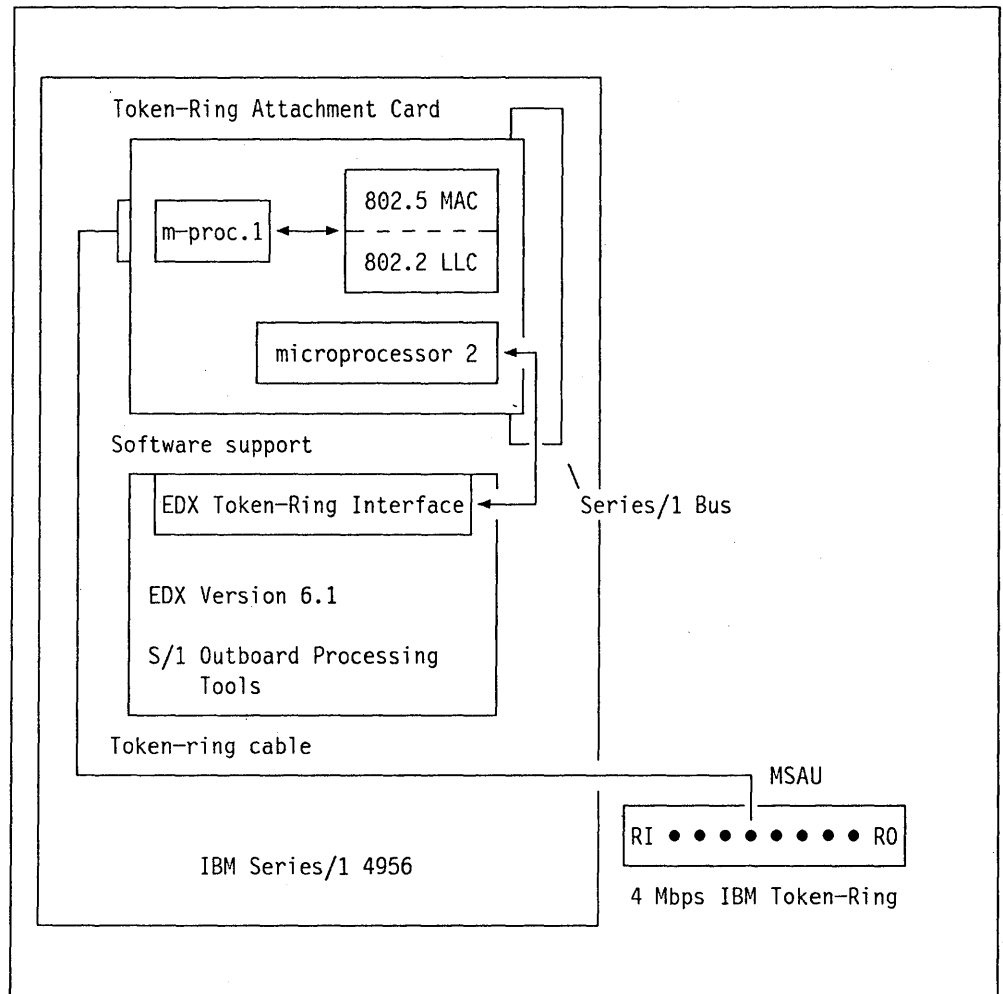 Token-Ring Attachment Card
802.5 MAC
m-proc.1
802.2 LLC
microprocessor 2
Software support
EDX Token-Ring Interface
Series/1 Bus
EDX Version 6.1
S/1 Outboard Processing
Tools
Token-ring cable
MSAU
RI RO
IBM Series/1 4956
4 Mbps IBM Token-Ring